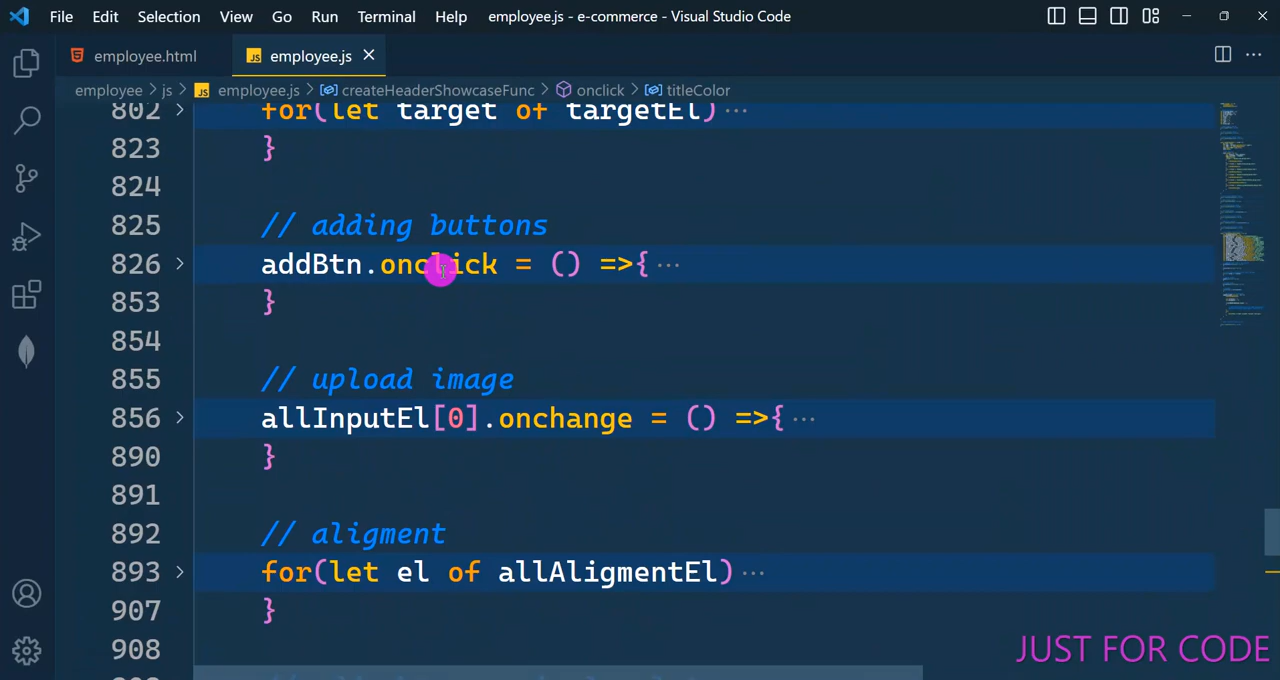 File Edit Selection View Go Run Terminal Help employee.js - e-commerce - Visual Studio Code
employee.html JS employee.js
employee > js > JS employee.js > createHeaderShowcaseFunc > onclick > titleColor
802 for(let target of targetEl)...
823 }
824
825 // adding buttons
826 addBtn.onclick = () =>{...
853 }
854
855 // upload image
856 allInputEl[0].onchange = () =>{...
890 }
891
892 // aligment
893 for(let el of allAligmentEl)...
907 }
908
JUST FOR CODE